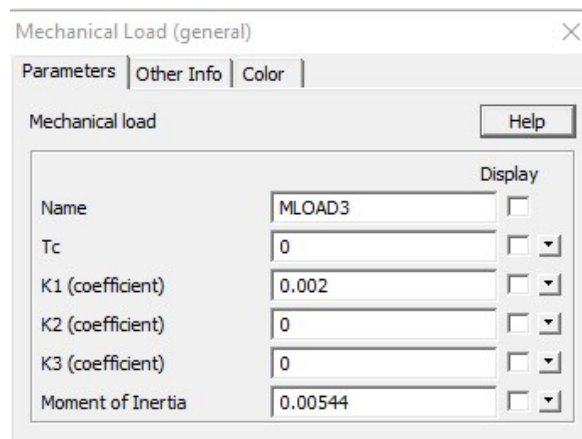 Mechanical Load (general)
Parameters Other Info Color
Mechanical load Help
Display
Name MLOAD3
Tc 0
K1 (coefficient) 0.002
K2 (coefficient) 0
K3 (coefficient) 0
Moment of Inertia 0.00544